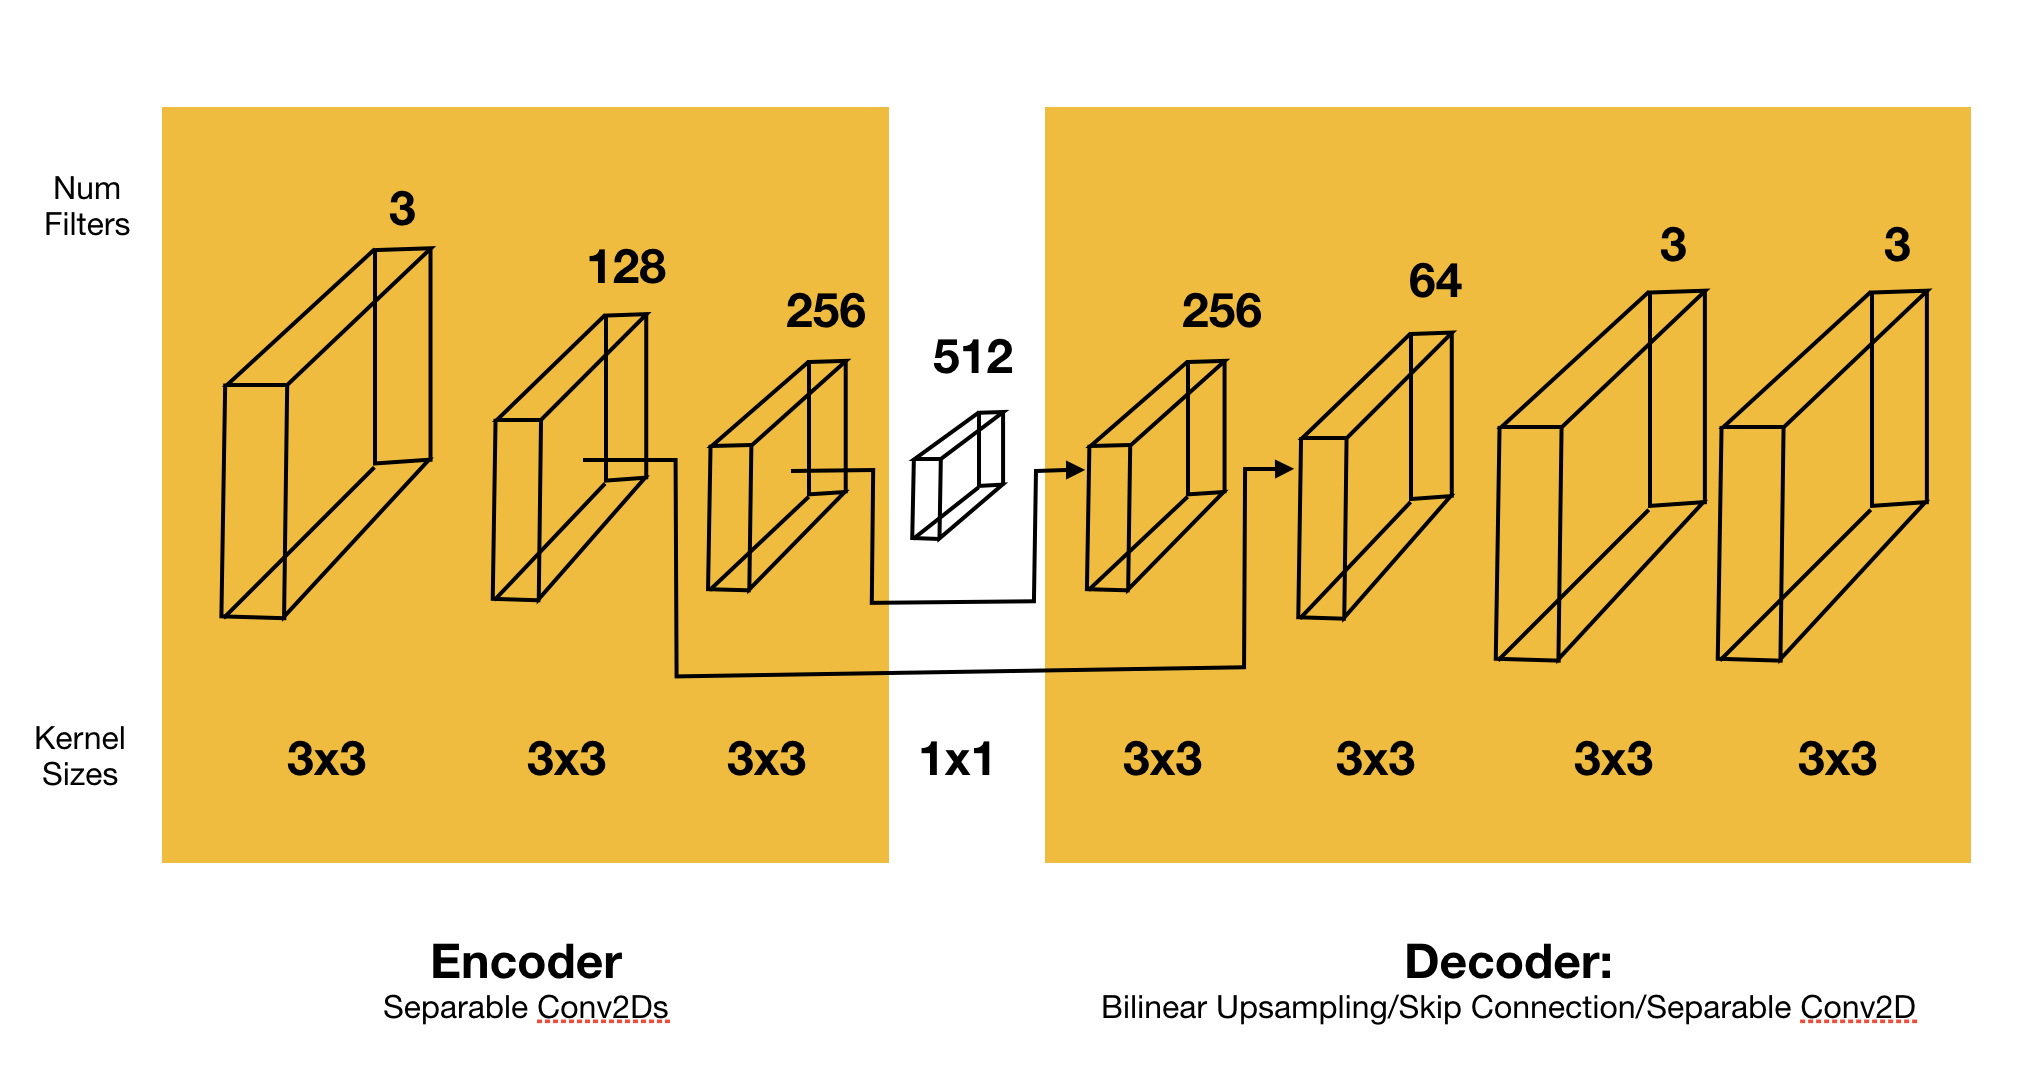 Num
Filters
3
128
256
512
256
64
3
3
Kernel
Sizes
3x3
3x3
3x3
1x1
3x3
3x3
3x3
3x3
Encoder
Separable Conv2Ds
Decoder:
Bilinear Upsampling/Skip Connection/Separable Conv2D